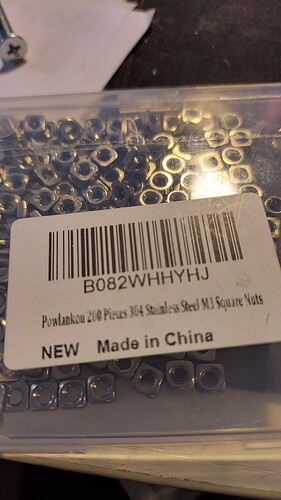 B082WHHYHJ
Powlankou 200 Pieces 304 Stainless Steel M3 Square Nuts
NEW Made in China